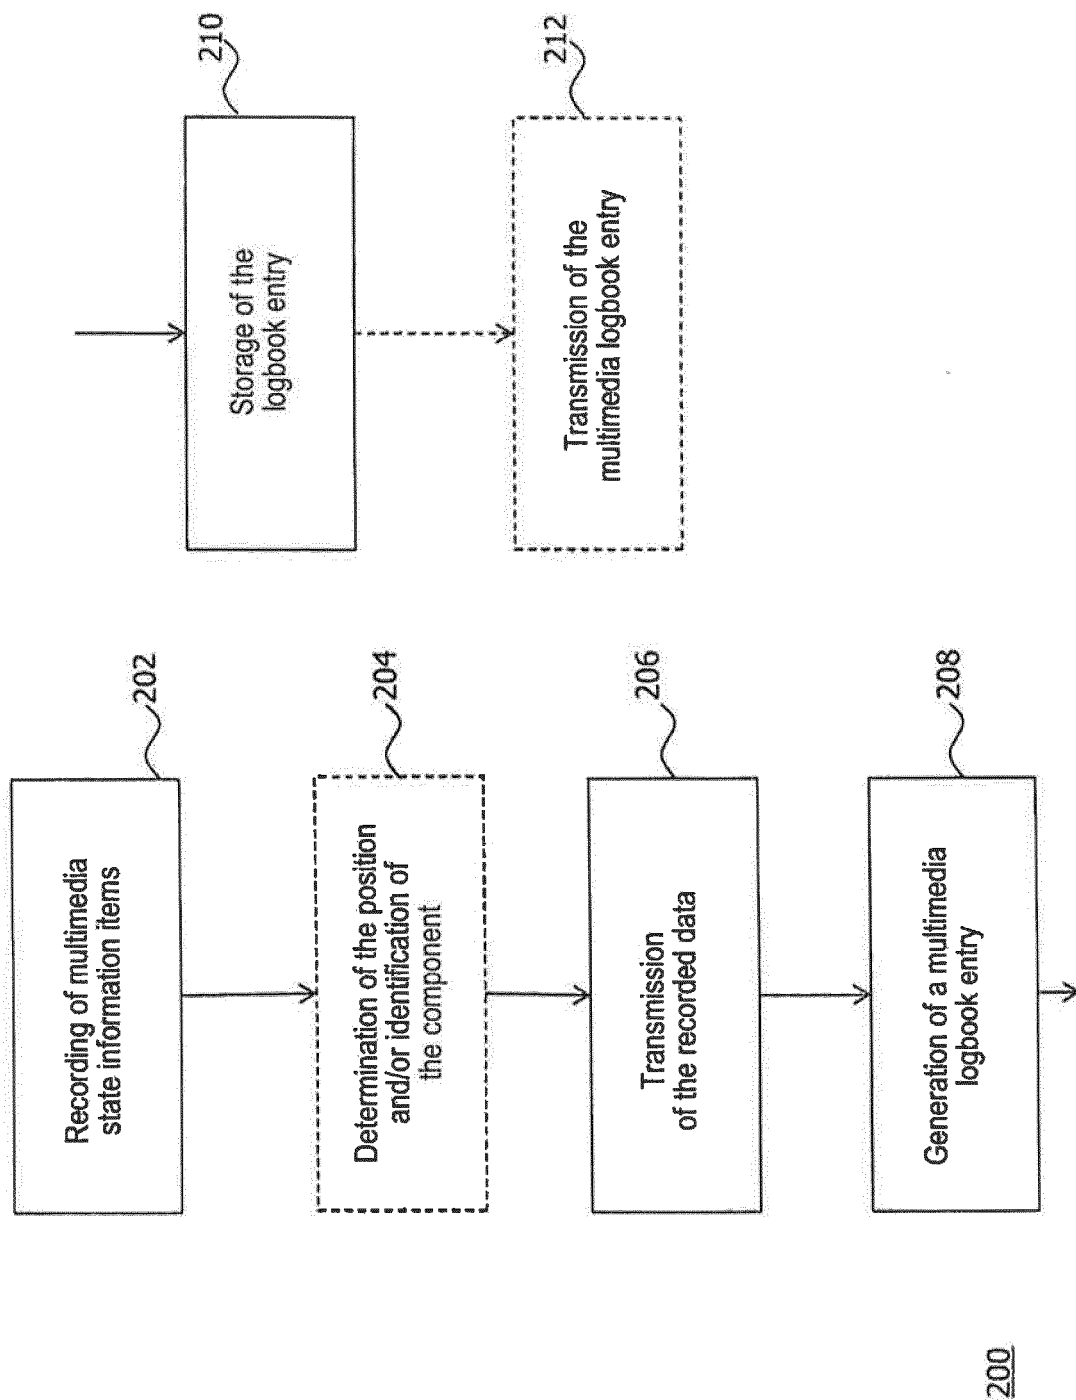 202
Recording of multimedia
state information items
204
Determination of the position
and/or identification of
the component
206
Transmission
of the recorded data
208
Generation of a multimedia
logbook entry
210
Storage of the
logbook entry
212
Transmission of the
multimedia logbook entry
200